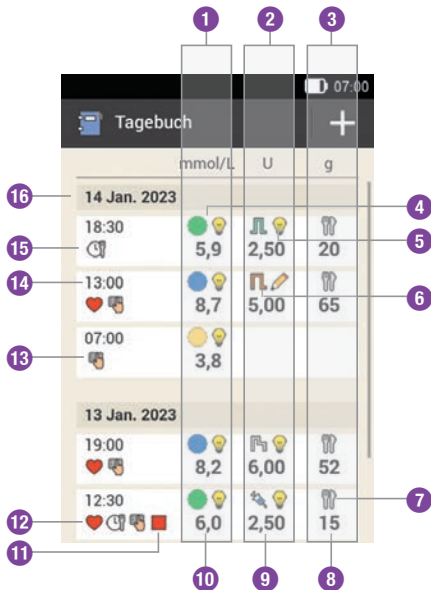 1 2 3
07:00
Tagebuch
mmol/L U g
16 14 Jan. 2023
4
18:30
5
15 5,9 2,50 20
14 13:00
6
8,7 5,00 65
07:00
13 3,8
13 Jan. 2023
19:00
8,2 6,00 52
7
12:30
12 6,0 2,50 15
11
10 9 8